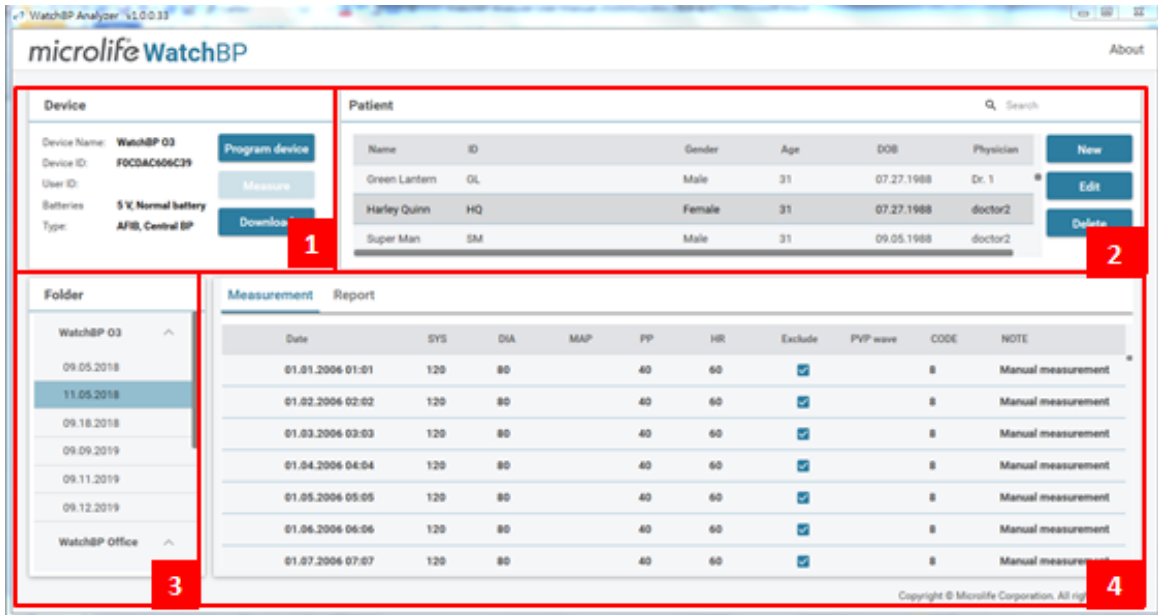 WatchBP Analyzer v1.0.0.33
microlife WatchBP
About
Device
Device Name: WatchBP O3
Device ID: F0CDAC606C39
User ID:
Batteries 5 V, Normal battery
Type: AFIB, Central BP
Program device
Measure
Download
1
Patient
Search
Name ID Gender Age DOB Physician
Green Lantern GL Male 31 07.27.1988 Dr. 1
Harley Quinn HQ Female 31 07.27.1988 doctor2
Super Man SM Male 31 09.05.1988 doctor2
New
Edit
Delete
2
Folder
WatchBP O3
09.05.2018
11.05.2018
09.18.2018
09.09.2019
09.11.2019
09.12.2019
WatchBP Office
3
Measurement Report
Date SYS DIA MAP PP HR Exclude PVP wave CODE NOTE
01.01.2006 01:01 120 80 40 60 8 Manual measurement
01.02.2006 02:02 120 80 40 60 8 Manual measurement
01.03.2006 03:03 120 80 40 60 8 Manual measurement
01.04.2006 04:04 120 80 40 60 8 Manual measurement
01.05.2006 05:05 120 80 40 60 8 Manual measurement
01.06.2006 06:06 120 80 40 60 8 Manual measurement
01.07.2006 07:07 120 80 40 60 8 Manual measurement
4
Copyright © Microlife Corporation. All